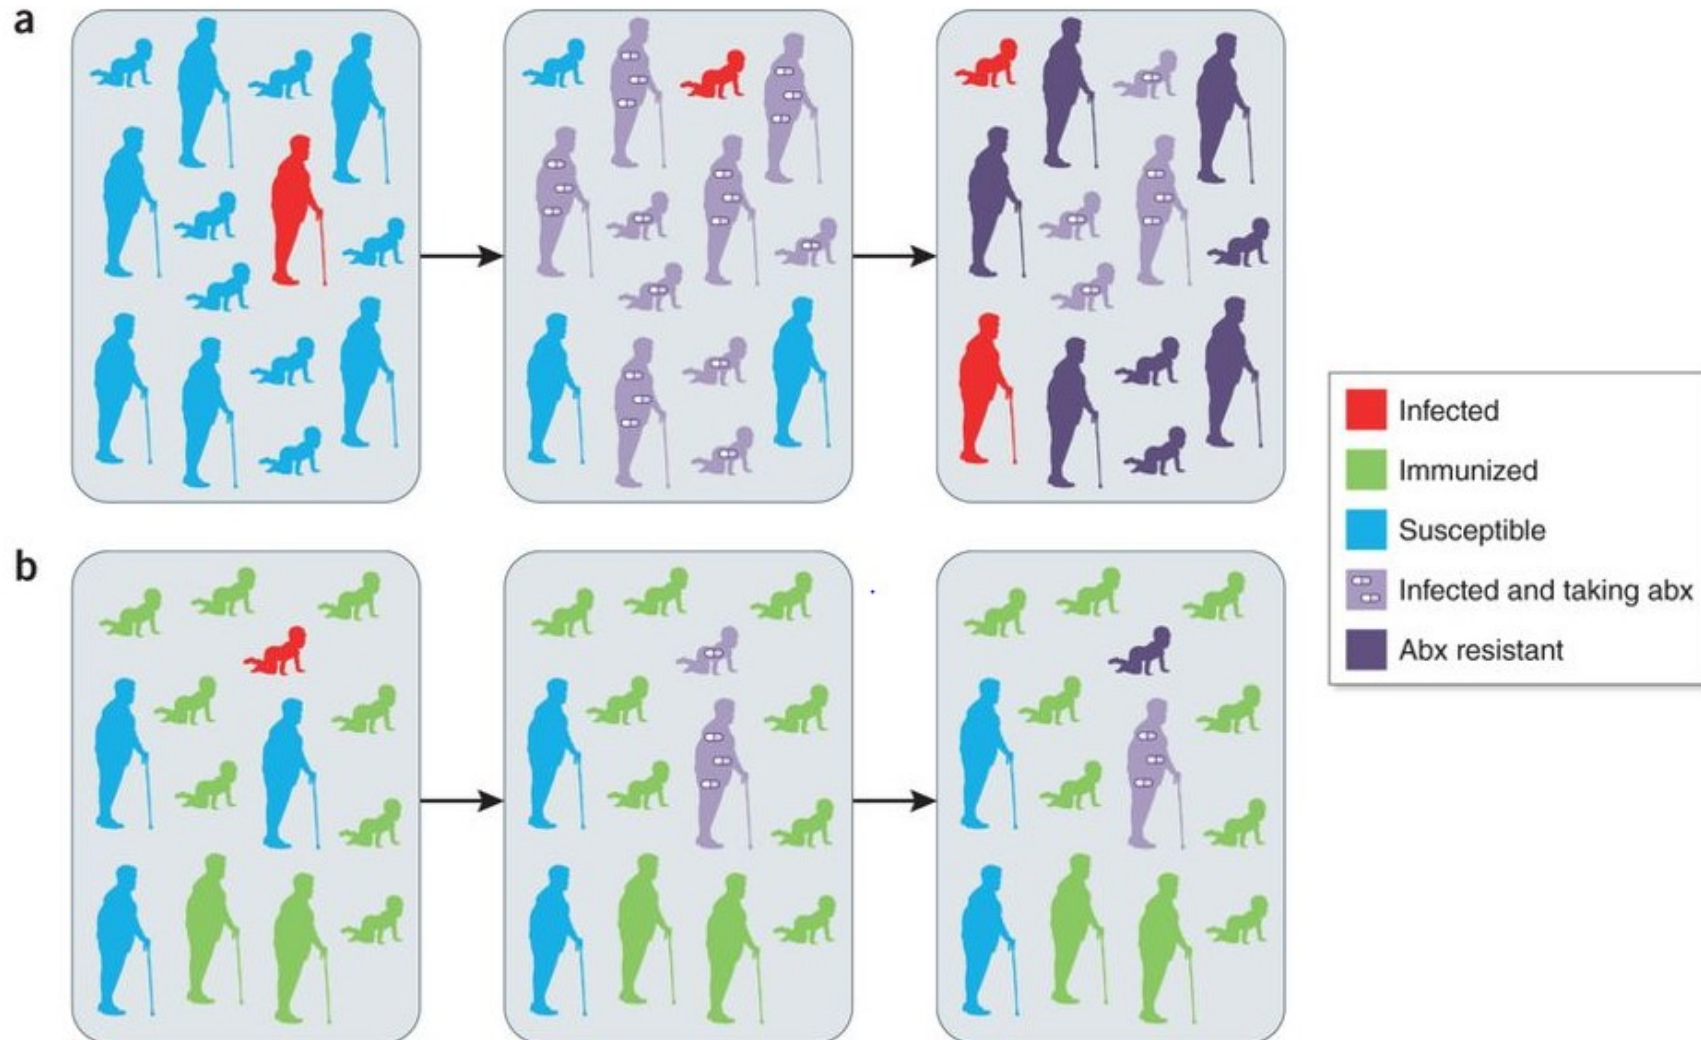 a
b
Infected
Immunized
Susceptible
Infected and taking abx
Abx resistant